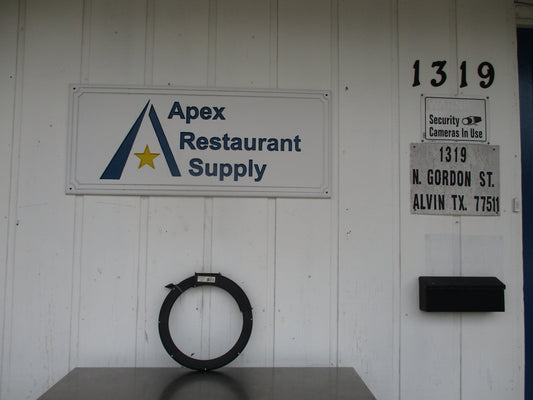 Apex
Restaurant
Supply
1319
Security
Cameras In Use
1319
N. GORDON ST.
ALVIN TX. 77511